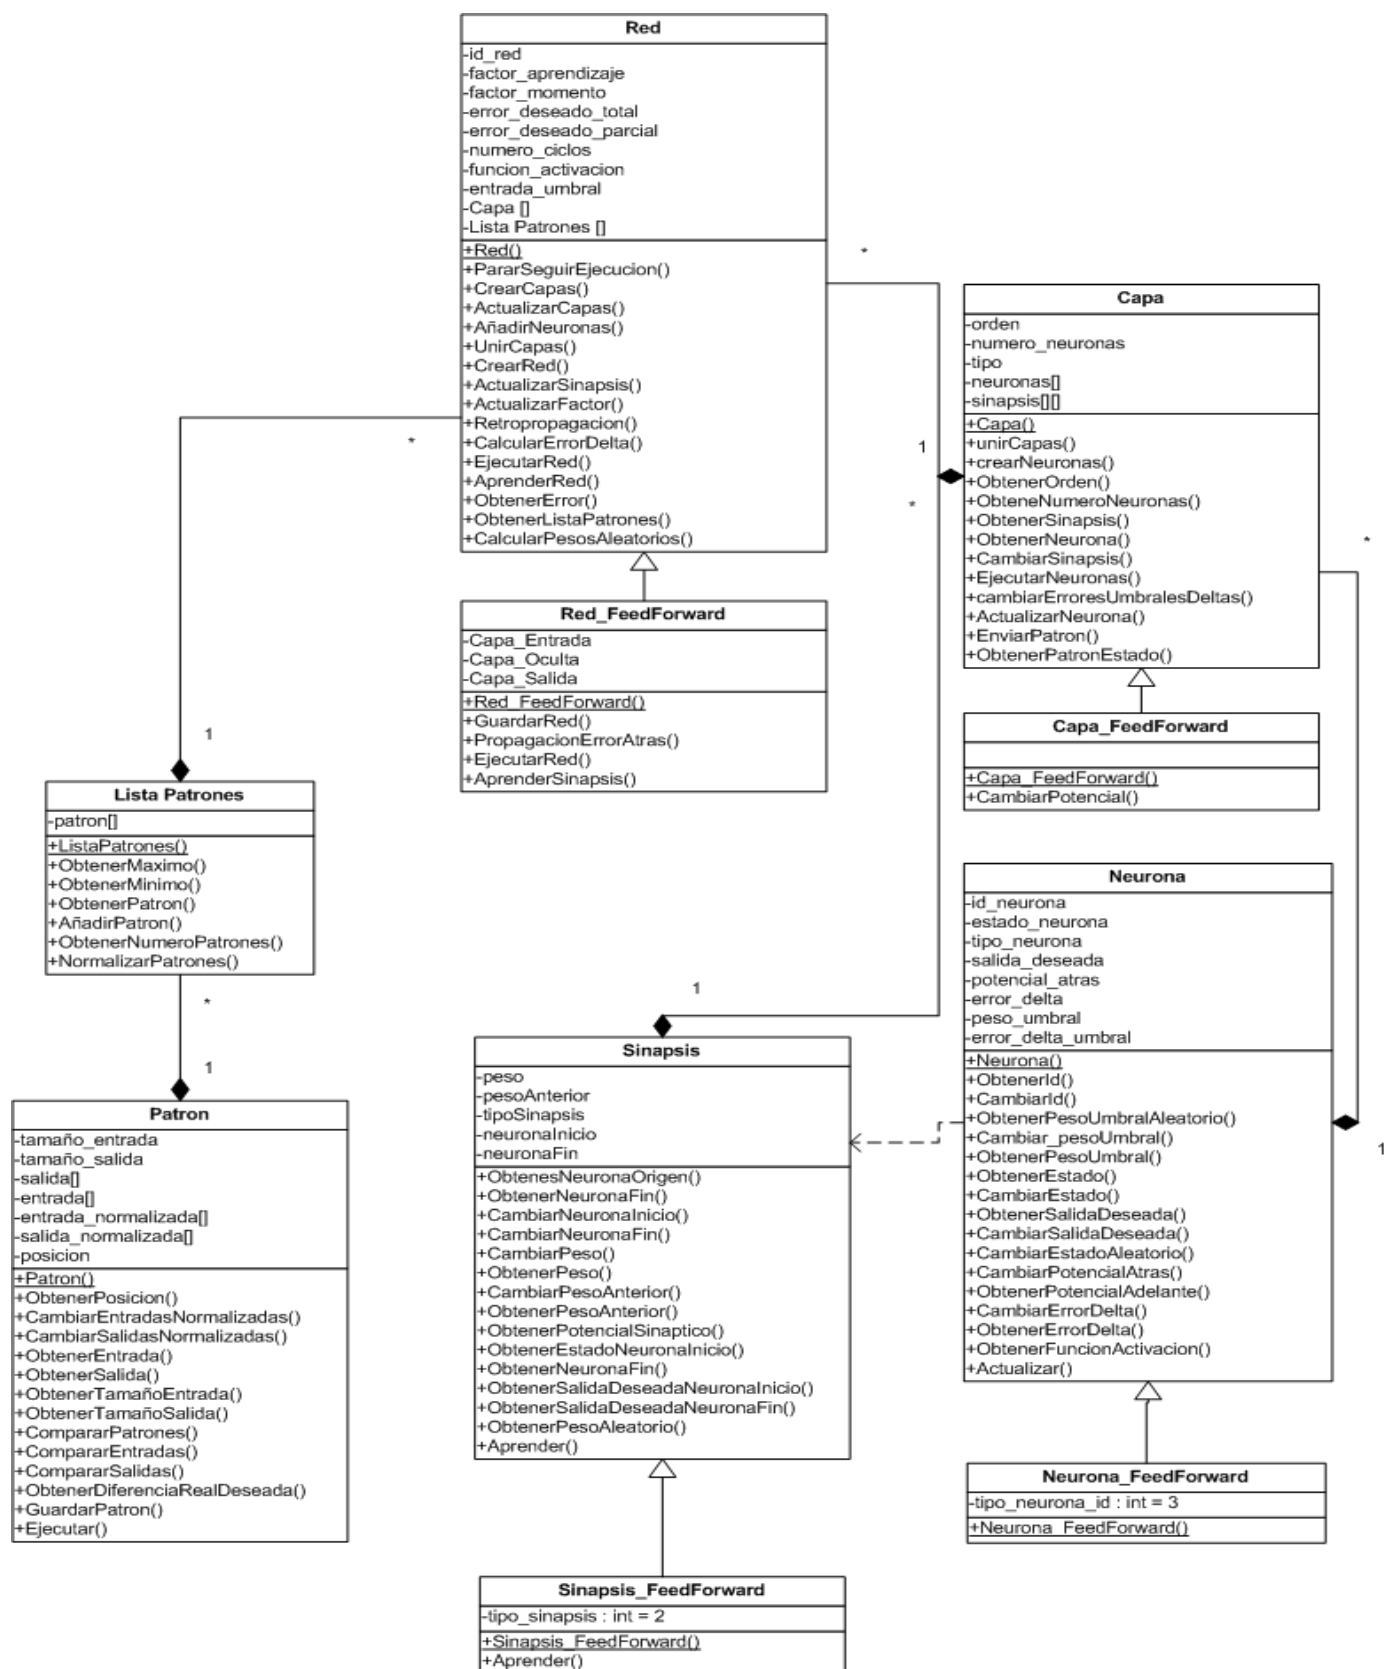 Red
-id_red
-factor_aprendizaje
-factor_momento
-error_deseado_total
-error_deseado_parcial
-numero_ciclos
-funcion_activacion
-entrada_umbral
-Capa []
-Lista Patrones []
+Red()
+PararSeguirEjecucion()
+CrearCapas()
+ActualizarCapas()
+AñadirNeuronas()
+UnirCapas()
+CrearRed()
+ActualizarSinapsis()
+ActualizarFactor()
+Retropropagacion()
+CalcularErrorDelta()
+EjecutarRed()
+AprenderRed()
+ObtenerError()
+ObtenerListaPatrones()
+CalcularPesosAleatorios()
*
*
1
*
Capa
-orden
-numero_neuronas
-tipo
-neuronas[]
-sinapsis[][]
+Capa()
+unirCapas()
+crearNeuronas()
+ObtenerOrden()
+ObteneNumeroNeuronas()
+ObtenerSinapsis()
+ObtenerNeurona()
+CambiarSinapsis()
+EjecutarNeuronas()
+cambiarErroresUmbralesDeltas()
+ActualizarNeurona()
+EnviarPatron()
+ObtenerPatronEstado()
*
Red_FeedForward
-Capa_Entrada
-Capa_Oculta
-Capa_Salida
+Red_FeedForward()
+GuardarRed()
+PropagacionErrorAtras()
+EjecutarRed()
+AprenderSinapsis()
Capa_FeedForward
+Capa_FeedForward()
+CambiarPotencial()
1
Lista Patrones
-patron[]
+ListaPatrones()
+ObtenerMaximo()
+ObtenerMinimo()
+ObtenerPatron()
+AñadirPatron()
+ObtenerNumeroPatrones()
+NormalizarPatrones()
*
1
Neurona
-id_neurona
-estado_neurona
-tipo_neurona
-salida_deseada
-potencial_atras
-error_delta
-peso_umbral
-error_delta_umbral
+Neurona()
+ObtenerId()
+CambiarId()
+ObtenerPesoUmbralAleatorio()
+Cambiar_pesoUmbral()
+ObtenerPesoUmbral()
+ObtenerEstado()
+CambiarEstado()
+ObtenerSalidaDeseada()
+CambiarSalidaDeseada()
+CambiarEstadoAleatorio()
+CambiarPotencialAtras()
+ObtenerPotencialAdelante()
+CambiarErrorDelta()
+ObtenerErrorDelta()
+ObtenerFuncionActivacion()
+Actualizar()
1
1
Sinapsis
-peso
-pesoAnterior
-tipoSinapsis
-neuronaInicio
-neuronaFin
+ObtenesNeuronaOrigen()
+ObtenerNeuronaFin()
+CambiarNeuronaInicio()
+CambiarNeuronaFin()
+CambiarPeso()
+ObtenerPeso()
+CambiarPesoAnterior()
+ObtenerPesoAnterior()
+ObtenerPotencialSinaptico()
+ObtenerEstadoNeuronaInicio()
+ObtenerNeuronaFin()
+ObtenerSalidaDeseadaNeuronaInicio()
+ObtenerSalidaDeseadaNeuronaFin()
+ObtenerPesoAleatorio()
+Aprender()
Patron
-tamaño_entrada
-tamaño_salida
-salida[]
-entrada[]
-entrada_normalizada[]
-salida_normalizada[]
-posicion
+Patron()
+ObtenerPosicion()
+CambiarEntradasNormalizadas()
+CambiarSalidasNormalizadas()
+ObtenerEntrada()
+ObtenerSalida()
+ObtenerTamañoEntrada()
+ObtenerTamañoSalida()
+CompararPatrones()
+CompararEntradas()
+CompararSalidas()
+ObtenerDiferenciaRealDeseada()
+GuardarPatron()
+Ejecutar()
Neurona_FeedForward
-tipo_neurona_id : int = 3
+Neurona_FeedForward()
Sinapsis_FeedForward
-tipo_sinapsis : int = 2
+Sinapsis_FeedForward()
+Aprender()